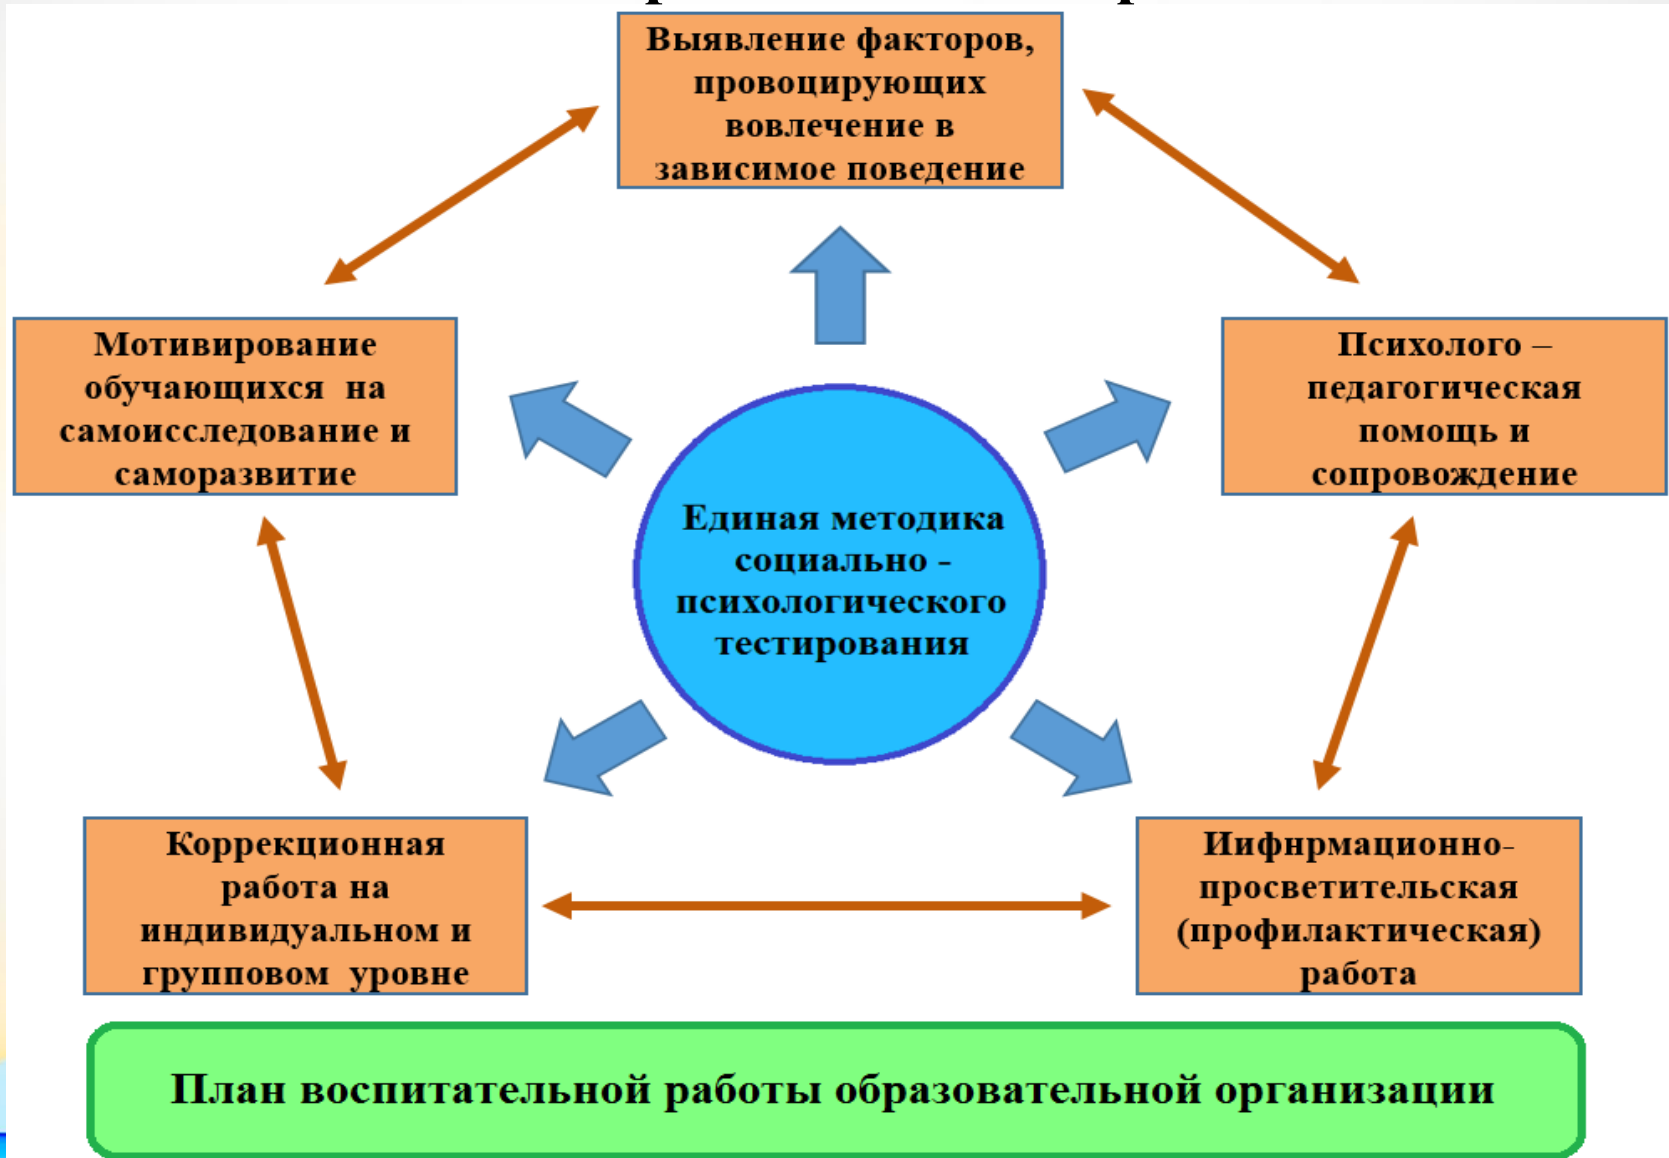 Выявление факторов,
провоцирующих
вовлечение в
зависимое поведение
Мотивирование
обучающихся на
самоисследование и
саморазвитие
Психолого –
педагогическая
помощь и
сопровождение
Единая методика
социально -
психологического
тестирования
Коррекционная
работа на
индивидуальном и
групповом уровне
Иифнрмационно-
просветительская
(профилактическая)
работа
План воспитательной работы образовательной организации